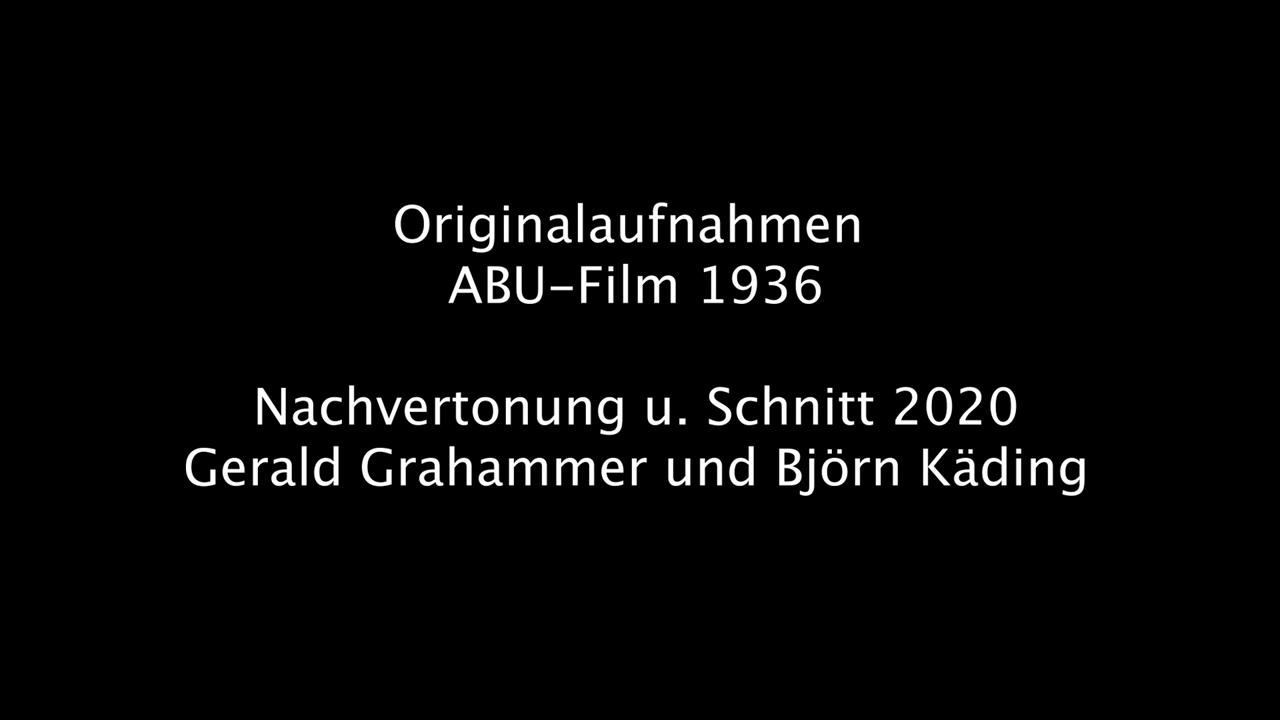 Originalaufnahmen
ABU-Film 1936
Nachvertonung u. Schnitt 2020
Gerald Grahammer und Björn Käding